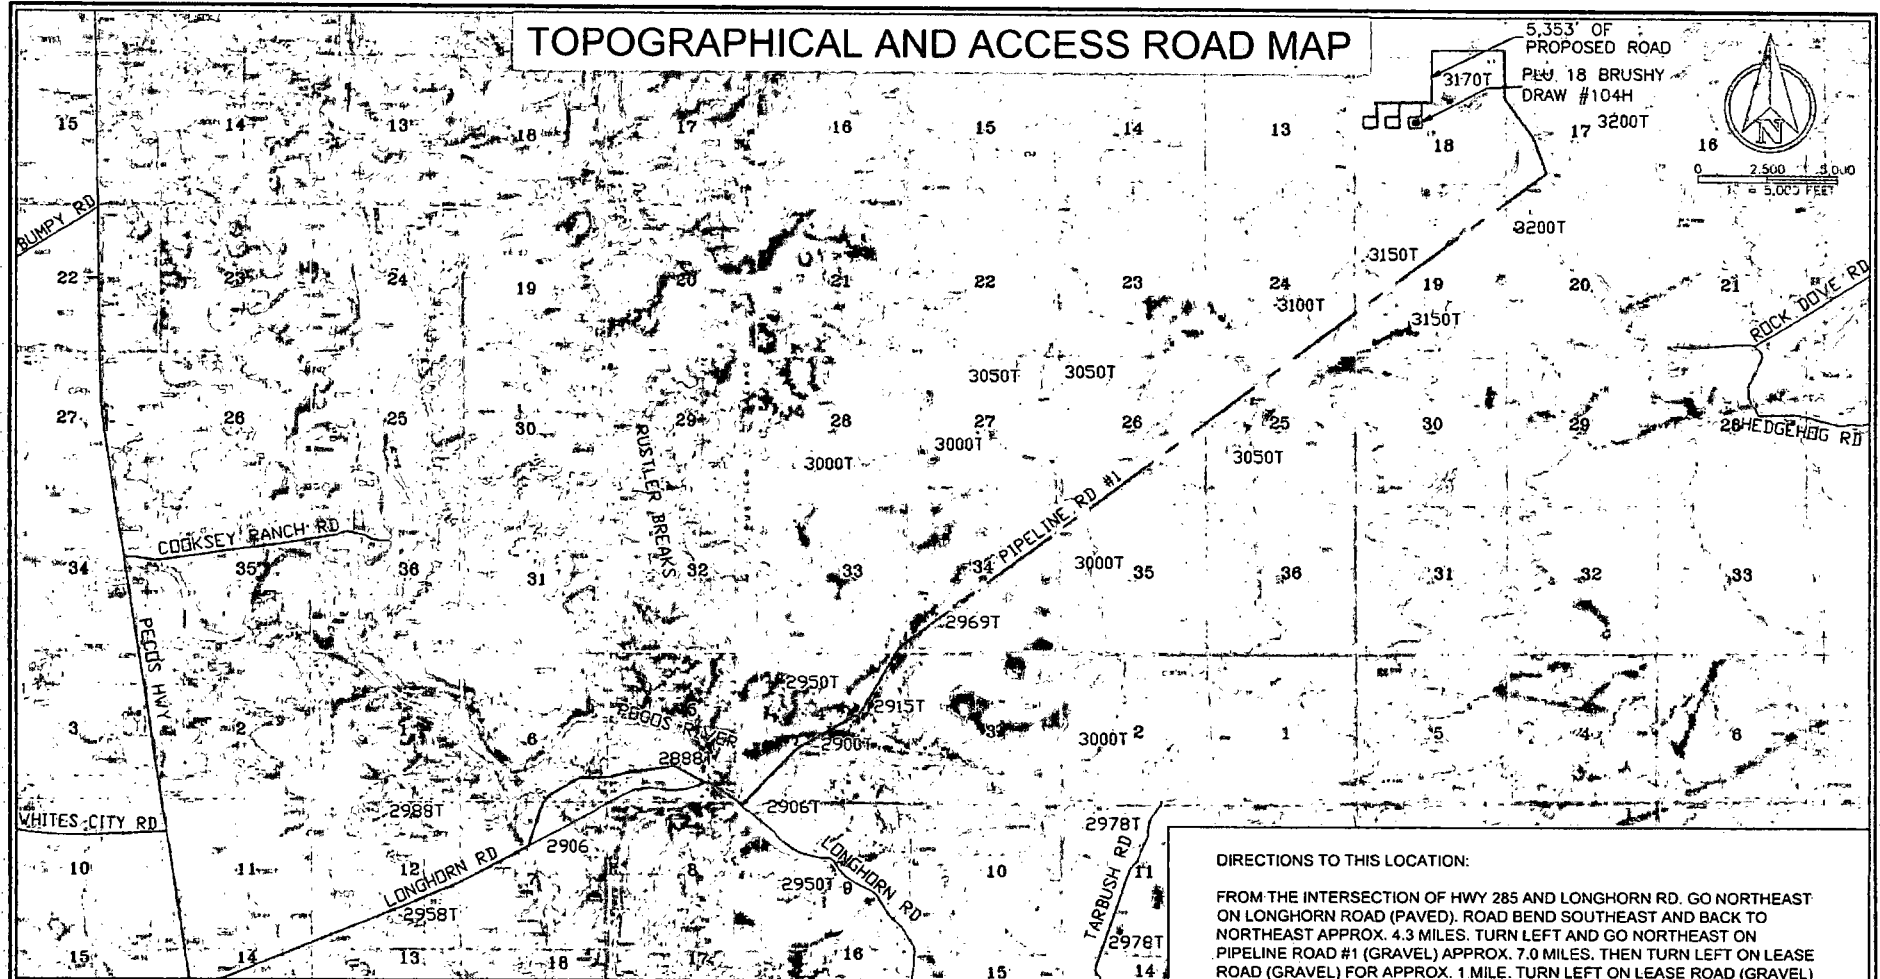 TOPOGRAPHICAL AND ACCESS ROAD MAP
5,353' OF
PROPOSED ROAD
PLU 18 BRUSHY
DRAW #104H
3170T
15 14 13 18 17 16 15 14 13 18 17 3200T
16
N
0 2,500 5,000
1" = 5,000 FEET
BUMPY RD
3200T
3150T
22 23 24 19 20 21 22 23 24 19 20 21
3100T
3150T
ROCK DOVE RD
3050T 3050T
27 26 25 30 29 28 27 26 25 30 29 28
HEDGEHOG RD
RUSTLER BREAKS
3000T 3000T 3050T
PIPELINE RD #1
COOKSEY RANCH RD
34 35 36 31 32 33 34 3000T 35 36 31 32 33
2969T
PECOS HWY
2950T
PECOS RIVER
2915T
3 2 1 6 5 2900T 3000T 2 1 5 4 6
2888T
2988T 2906T
WHITES CITY RD
2978T
2906
10 11 12 8 9 10 11
LONGHORN RD
LONGHORN RD
2950T
2958T
TARBUSH RD
2978T
15 14 13 18 17 16 15 14
DIRECTIONS TO THIS LOCATION:
FROM THE INTERSECTION OF HWY 285 AND LONGHORN RD. GO NORTHEAST
ON LONGHORN ROAD (PAVED). ROAD BEND SOUTHEAST AND BACK TO
NORTHEAST APPROX. 4.3 MILES. TURN LEFT AND GO NORTHEAST ON
PIPELINE ROAD #1 (GRAVEL) APPROX. 7.0 MILES. THEN TURN LEFT ON LEASE
ROAD (GRAVEL) FOR APPROX. 1 MILE. TURN LEFT ON LEASE ROAD (GRAVEL)